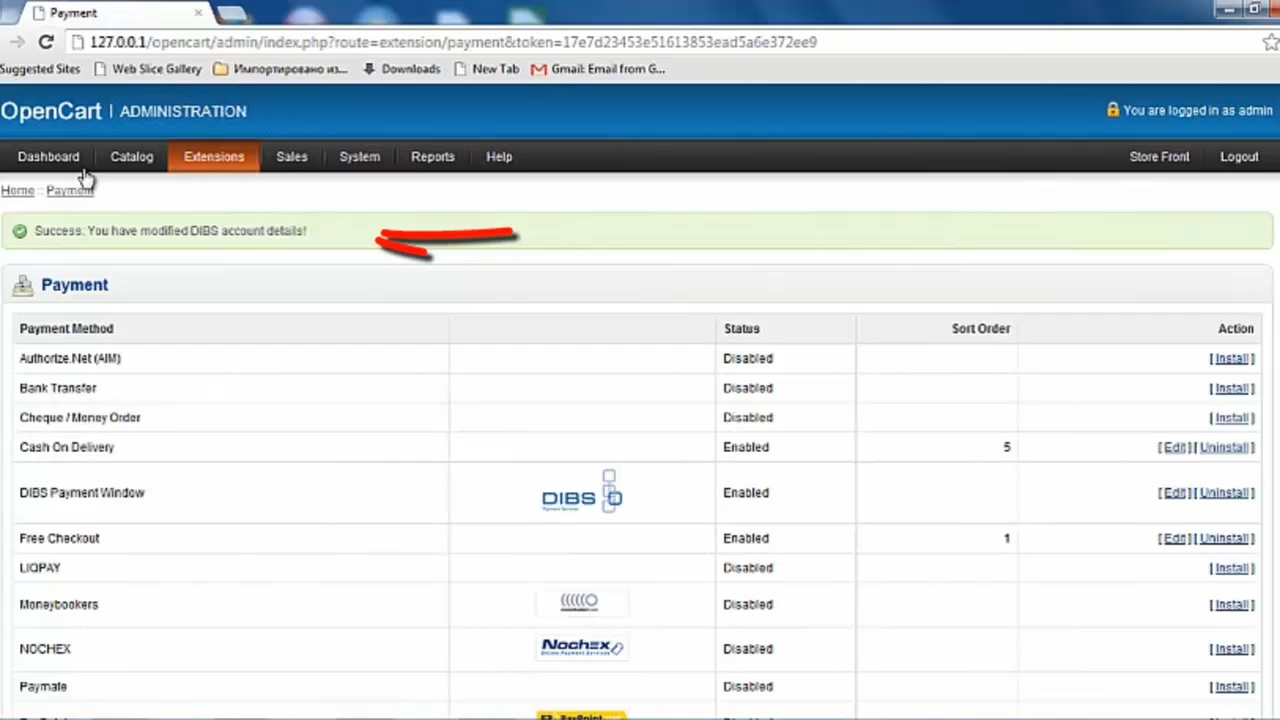 Payment
127.0.0.1/opencart/admin/index.php?route=extension/payment&token=17e7d23453e51613853ead5a6e372ee9
Suggested Sites Web Slice Gallery Импортировано из... Downloads New Tab Gmail: Email from G...
OpenCart | ADMINISTRATION You are logged in as admin
Dashboard Catalog Extensions Sales System Reports Help Store Front Logout
Home :: Payment
Success: You have modified DIBS account details!
Payment
Payment Method Status Sort Order Action
Authorize.Net (AIM) Disabled [ Install ]
Bank Transfer Disabled [ Install ]
Cheque / Money Order Disabled [ Install ]
Cash On Delivery Enabled 5 [ Edit ] [ Uninstall ]
DIBS Payment Window DIBS Payment Services Enabled [ Edit ] [ Uninstall ]
Free Checkout Enabled 1 [ Edit ] [ Uninstall ]
LIQPAY Disabled [ Install ]
Moneybookers Disabled [ Install ]
NOCHEX Nochex Online Payment Services Disabled [ Install ]
Paymate Disabled [ Install ]